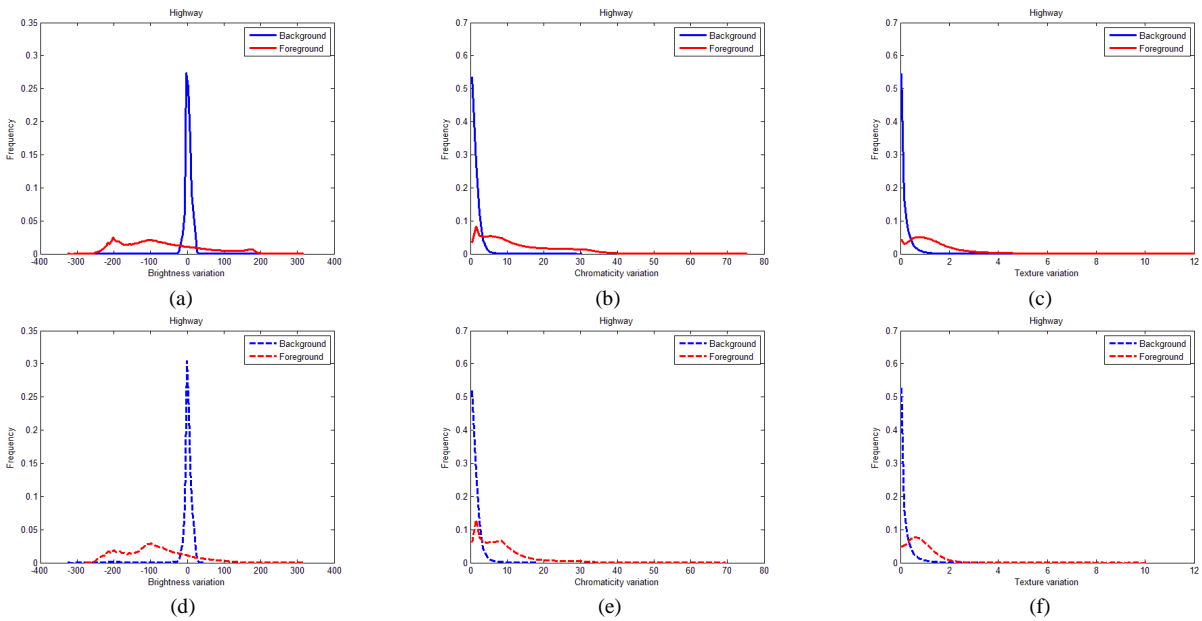 Highway
0.35
0.3
0.25
0.2
0.15
0.1
0.05
0
Frequency
-400 -300 -200 -100 0 100 200 300 400
Brightness variation
Background
Foreground
(a)
Highway
0.7
0.6
0.5
0.4
0.3
0.2
0.1
0
Frequency
0 10 20 30 40 50 60 70 80
Chromaticity variation
Background
Foreground
(b)
Highway
0.7
0.6
0.5
0.4
0.3
0.2
0.1
0
Frequency
0 2 4 6 8 10 12
Texture variation
Background
Foreground
(c)
Highway
0.35
0.3
0.25
0.2
0.15
0.1
0.05
0
Frequency
-400 -300 -200 -100 0 100 200 300 400
Brightness variation
Background
Foreground
(d)
Highway
0.7
0.6
0.5
0.4
0.3
0.2
0.1
0
Frequency
0 10 20 30 40 50 60 70 80
Chromaticity variation
Background
Foreground
(e)
Highway
0.7
0.6
0.5
0.4
0.3
0.2
0.1
0
Frequency
0 2 4 6 8 10 12
Texture variation
Background
Foreground
(f)